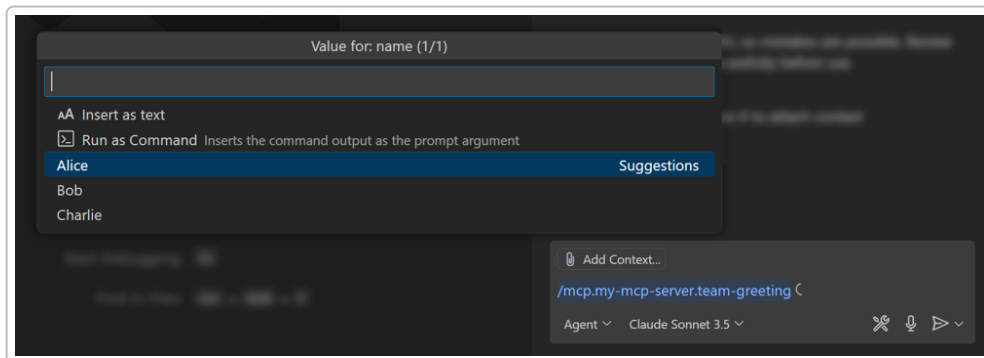 Value for: name (1/1)
Insert as text
Run as Command Inserts the command output as the prompt argument
Alice Suggestions
Bob
Charlie
Add Context...
/mcp.my-mcp-server.team-greeting
Agent Claude Sonnet 3.5